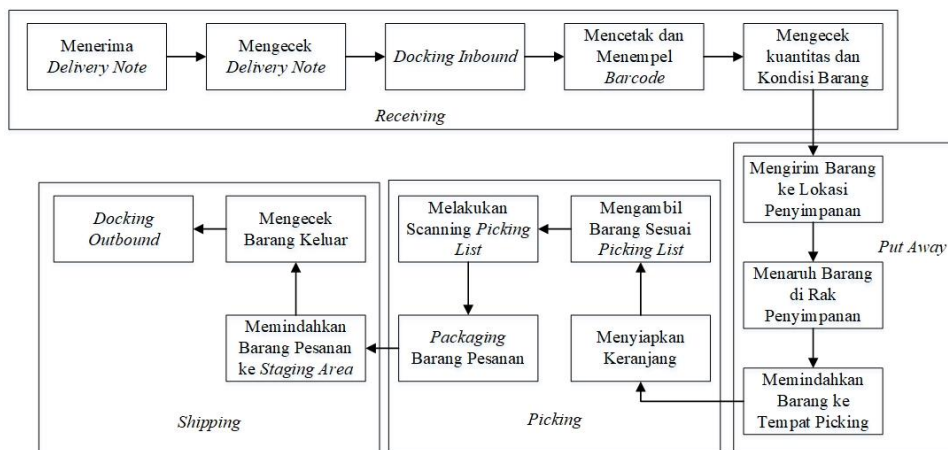 Menerima
Delivery Note
Mengecek
Delivery Note
Docking Inbound
Mencetak dan
Menempel
Barcode
Mengecek
kuantitas dan
Kondisi Barang
Receiving
Mengirim Barang
ke Lokasi
Penyimpanan
Put Away
Menaruh Barang
di Rak
Penyimpanan
Memindahkan
Barang ke
Tempat Picking
Menyiapkan
Keranjang
Mengambil
Barang Sesuai
Picking List
Melakukan
Scanning Picking
List
Packaging
Barang Pesanan
Picking
Memindahkan
Barang Pesanan
ke Staging Area
Mengecek
Barang Keluar
Docking
Outbound
Shipping